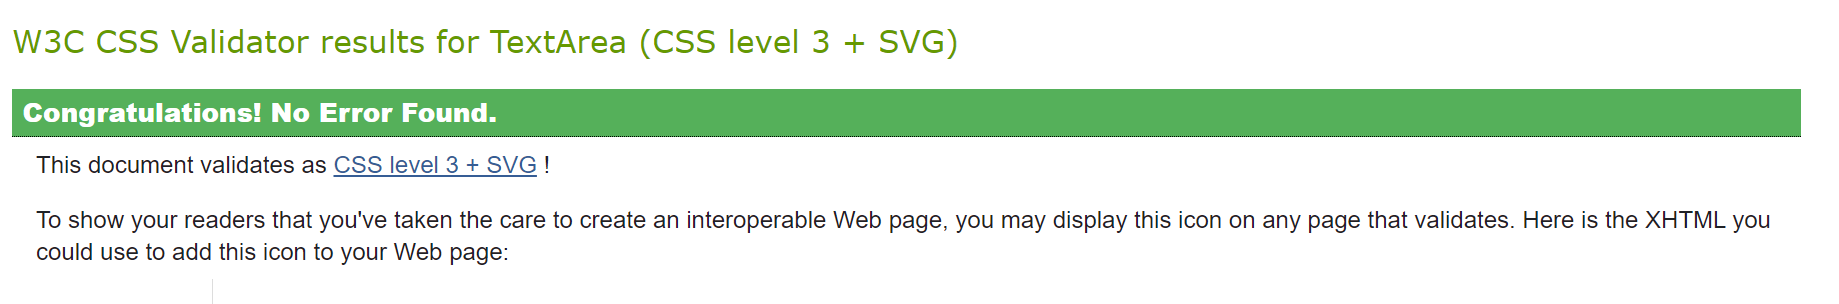 W3C CSS Validator results for TextArea (CSS level 3 + SVG)
Congratulations! No Error Found.
This document validates as CSS level 3 + SVG !
To show your readers that you've taken the care to create an interoperable Web page, you may display this icon on any page that validates. Here is the XHTML you
could use to add this icon to your Web page: